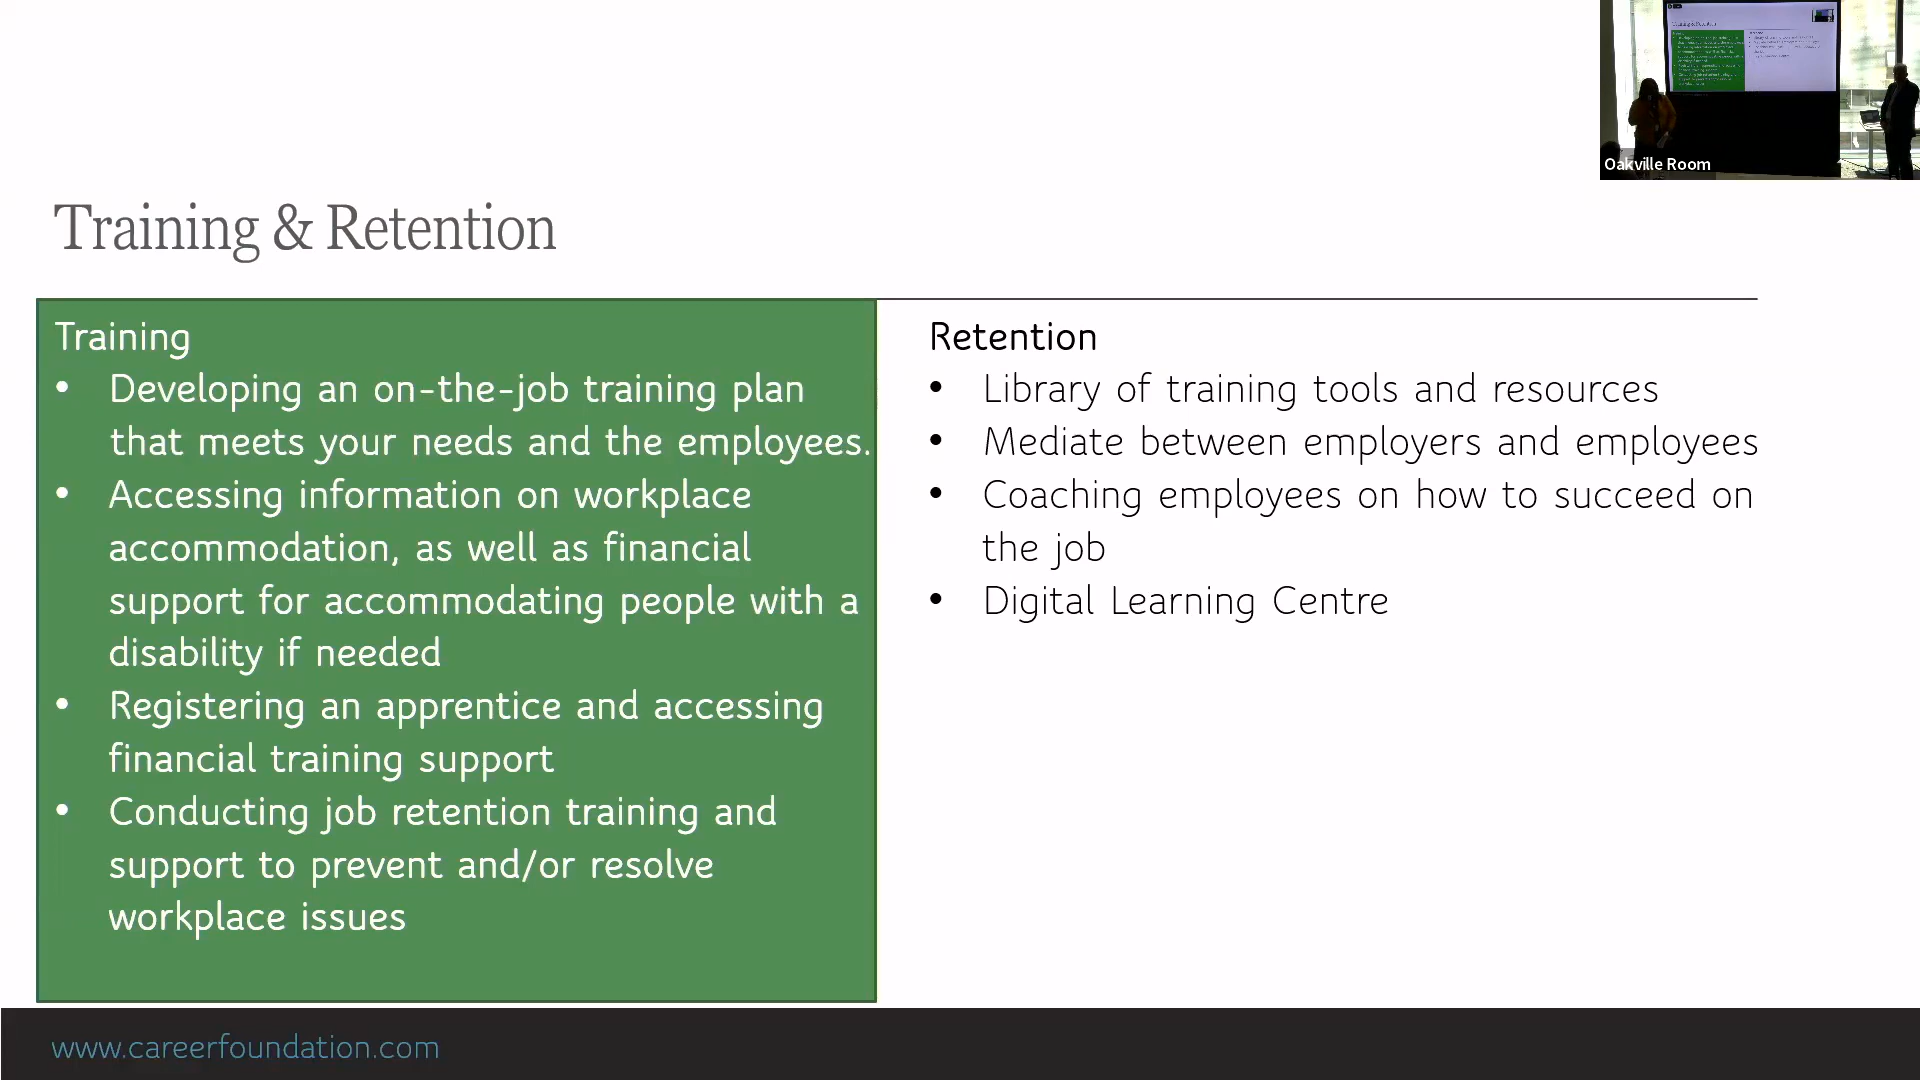 Oakville Room
Training & Retention
Training
• Developing an on-the-job training plan
that meets your needs and the employees.
• Accessing information on workplace
accommodation, as well as financial
support for accommodating people with a
disability if needed
• Registering an apprentice and accessing
financial training support
• Conducting job retention training and
support to prevent and/or resolve
workplace issues
Retention
• Library of training tools and resources
• Mediate between employers and employees
• Coaching employees on how to succeed on
the job
• Digital Learning Centre
www.careerfoundation.com